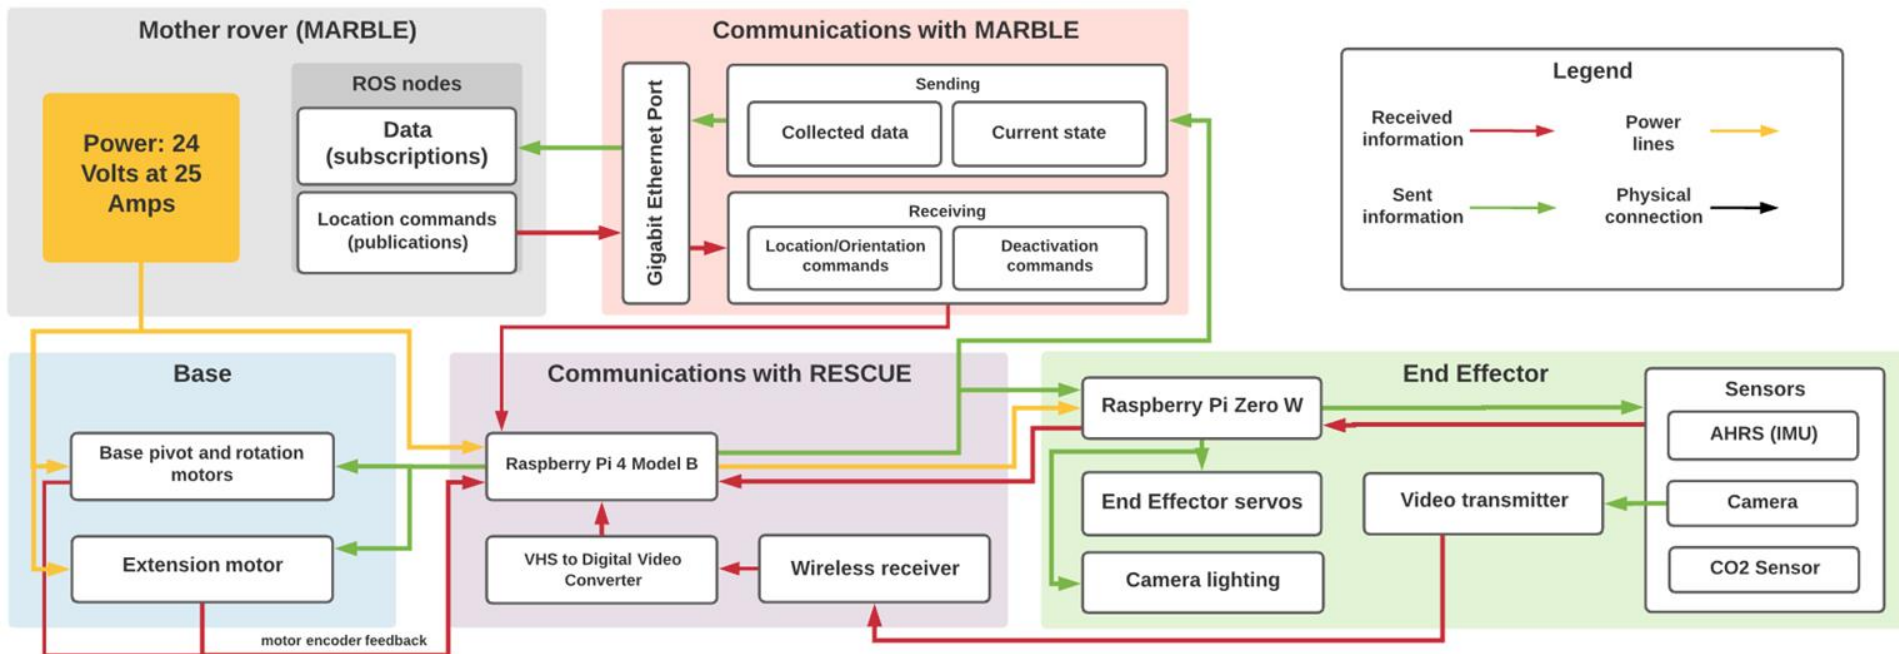 Mother rover (MARBLE)
Power: 24
Volts at 25
Amps
ROS nodes
Data
(subscriptions)
Location commands
(publications)
Communications with MARBLE
Gigabit Ethernet Port
Sending
Collected data
Current state
Receiving
Location/Orientation
commands
Deactivation
commands
Legend
Received
information
Power
lines
Sent
information
Physical
connection
Base
Base pivot and rotation
motors
Extension motor
motor encoder feedback
Communications with RESCUE
Raspberry Pi 4 Model B
VHS to Digital Video
Converter
Wireless receiver
End Effector
Raspberry Pi Zero W
End Effector servos
Camera lighting
Video transmitter
Sensors
AHRS (IMU)
Camera
CO2 Sensor